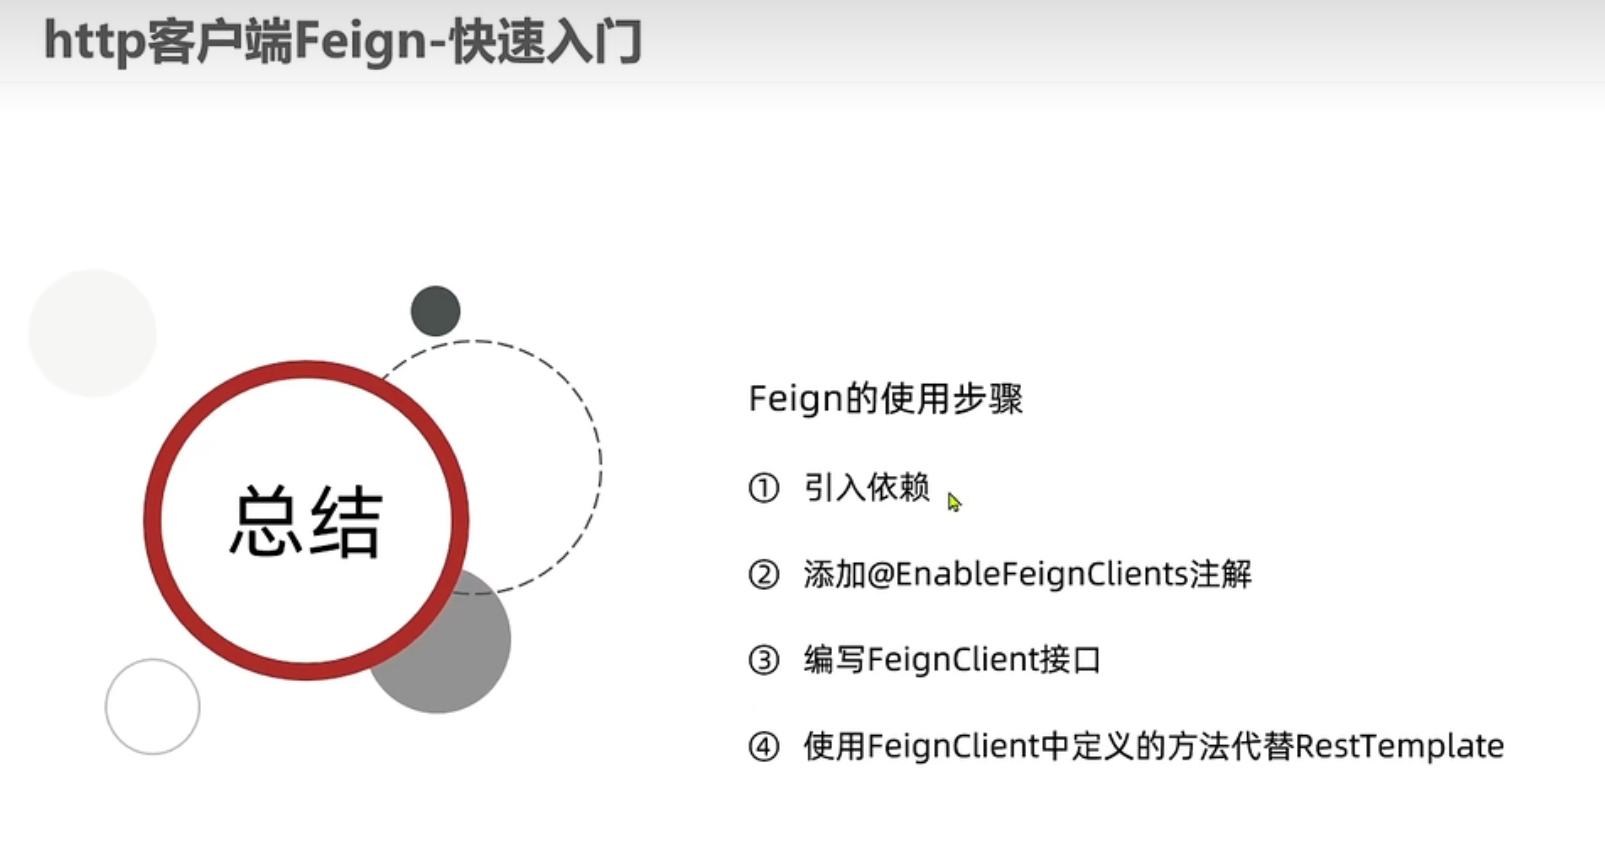 http客户端Feign-快速入门
总结
Feign的使用步骤
① 引入依赖
② 添加@EnableFeignClients注解
③ 编写FeignClient接口
④ 使用FeignClient中定义的方法代替RestTemplate